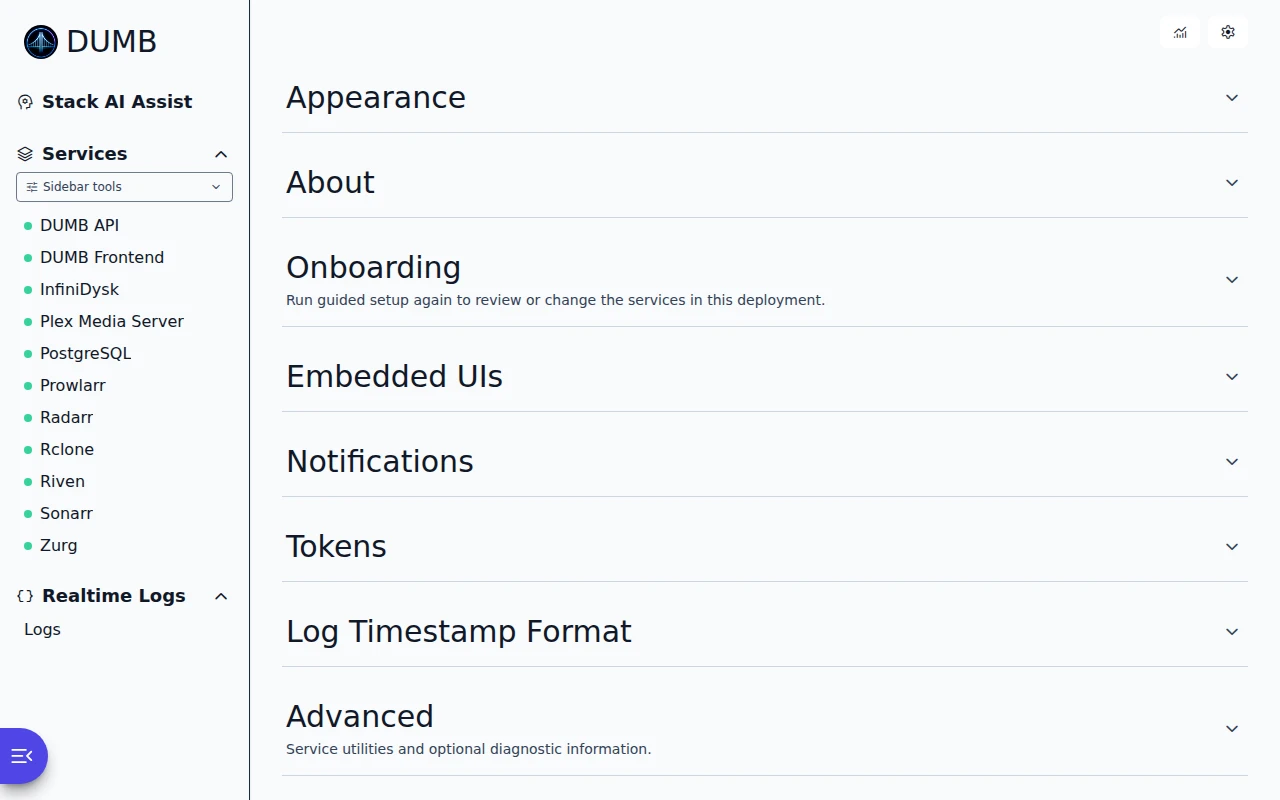 DUMB
Stack AI Assist
Services
Sidebar tools
DUMB API
DUMB Frontend
InfiniDysk
Plex Media Server
PostgreSQL
Prowlarr
Radarr
Rclone
Riven
Sonarr
Zurg
Realtime Logs
Logs
Appearance
About
Onboarding
Run guided setup again to review or change the services in this deployment.
Embedded UIs
Notifications
Tokens
Log Timestamp Format
Advanced
Service utilities and optional diagnostic information.